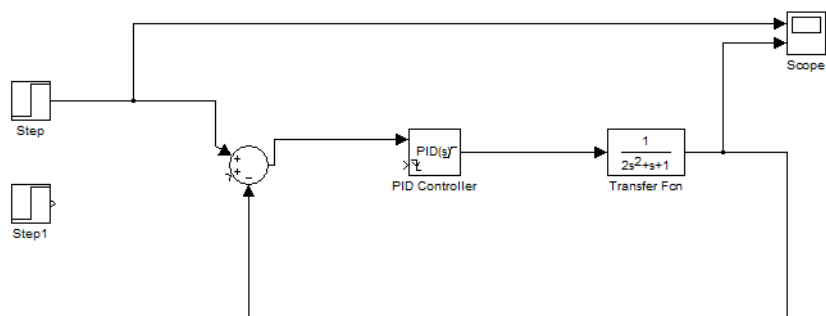 Scope
Step
+
+
−
PID(s)
PID Controller
1
2s²+s+1
Transfer Fcn
Step1